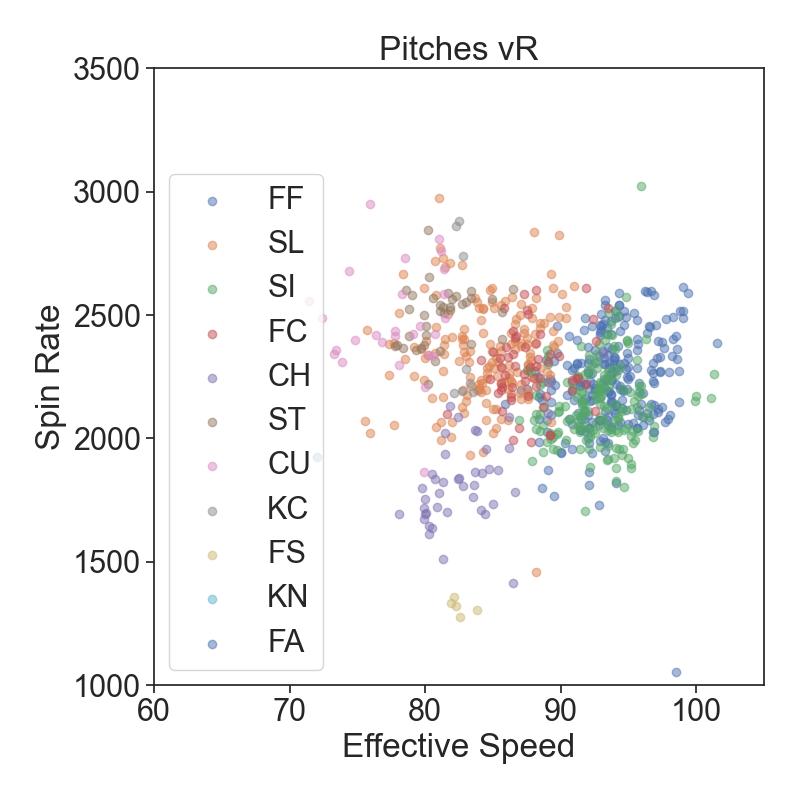 Pitches vR
3500
3000
2500
2000
1500
1000
Spin Rate
FF
SL
SI
FC
CH
ST
CU
KC
FS
KN
FA
60 70 80 90 100
Effective Speed